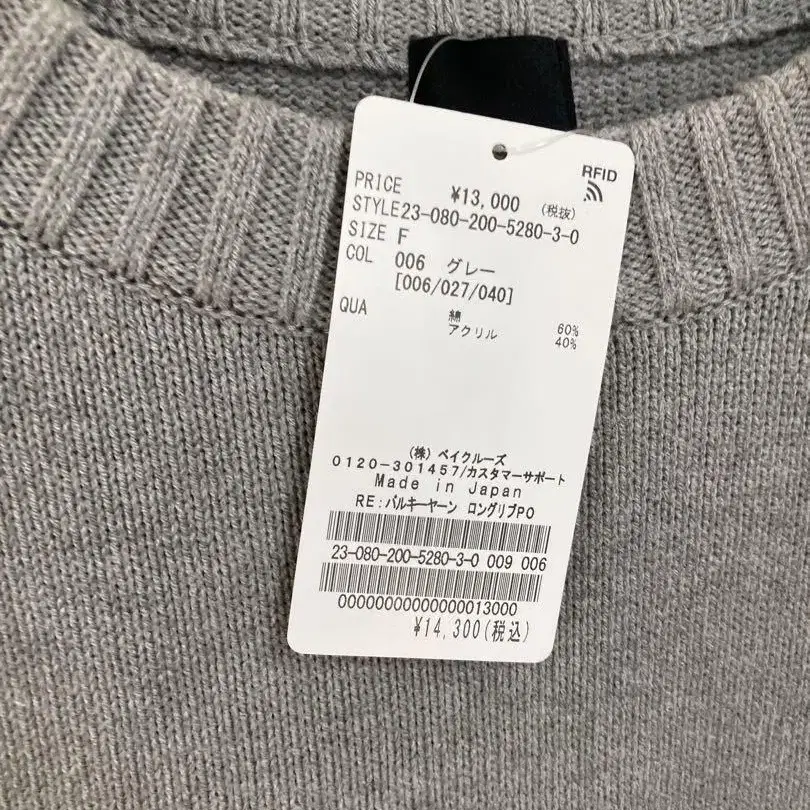 RFID
PRICE ¥13,000 (税抜)
STYLE23-080-200-5280-3-0
SIZE F
COL 006 グレー
[006/027/040]
QUA 綿 60%
アクリル 40%
(株) ベイクルーズ
0120-301457/カスタマーサポート
Made in Japan
RE:バルキーヤーン ロングリブPO
23-080-200-5280-3-0 009 006
00000000000000013000
¥14,300(税込)